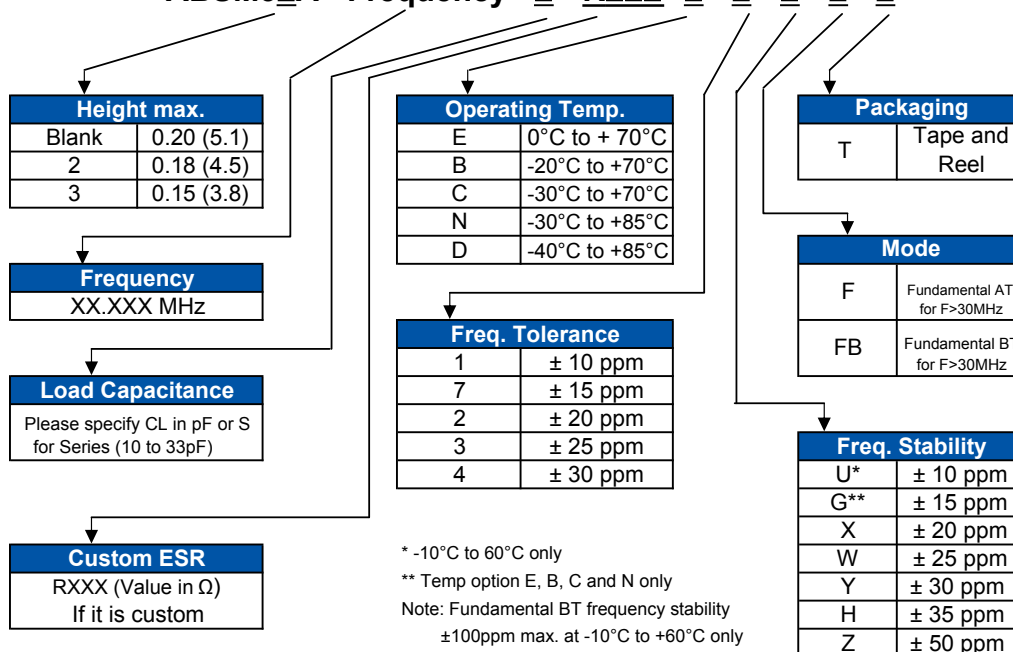 Frequency
Height max.
Blank 0.20 (5.1)
2 0.18 (4.5)
3 0.15 (3.8)
Frequency
XX.XXX MHz
Load Capacitance
Please specify CL in pF or S
for Series (10 to 33pF)
Custom ESR
RXXX (Value in Ω)
If it is custom
Operating Temp.
E 0°C to + 70°C
B -20°C to +70°C
C -30°C to +70°C
N -30°C to +85°C
D -40°C to +85°C
Freq. Tolerance
1 ± 10 ppm
7 ± 15 ppm
2 ± 20 ppm
3 ± 25 ppm
4 ± 30 ppm
* -10°C to 60°C only
** Temp option E, B, C and N only
Note: Fundamental BT frequency stability
±100ppm max. at -10°C to +60°C only
Packaging
T Tape and
Reel
Mode
F Fundamental AT
for F>30MHz
FB Fundamental BT
for F>30MHz
Freq. Stability
U* ± 10 ppm
G** ± 15 ppm
X ± 20 ppm
W ± 25 ppm
Y ± 30 ppm
H ± 35 ppm
Z ± 50 ppm